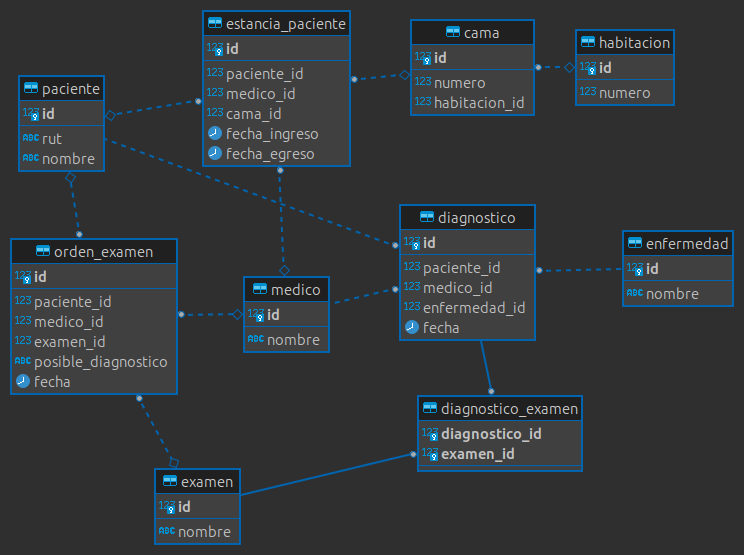 estancia_paciente
123 id
123 paciente_id
123 medico_id
123 cama_id
fecha_ingreso
fecha_egreso
cama
123 id
123 numero
123 habitacion_id
habitacion
123 id
123 numero
paciente
123 id
ABC rut
ABC nombre
diagnostico
123 id
123 paciente_id
123 medico_id
123 enfermedad_id
fecha
enfermedad
123 id
ABC nombre
orden_examen
123 id
123 paciente_id
123 medico_id
123 examen_id
ABC posible_diagnostico
fecha
medico
123 id
ABC nombre
diagnostico_examen
123 diagnostico_id
123 examen_id
examen
123 id
ABC nombre